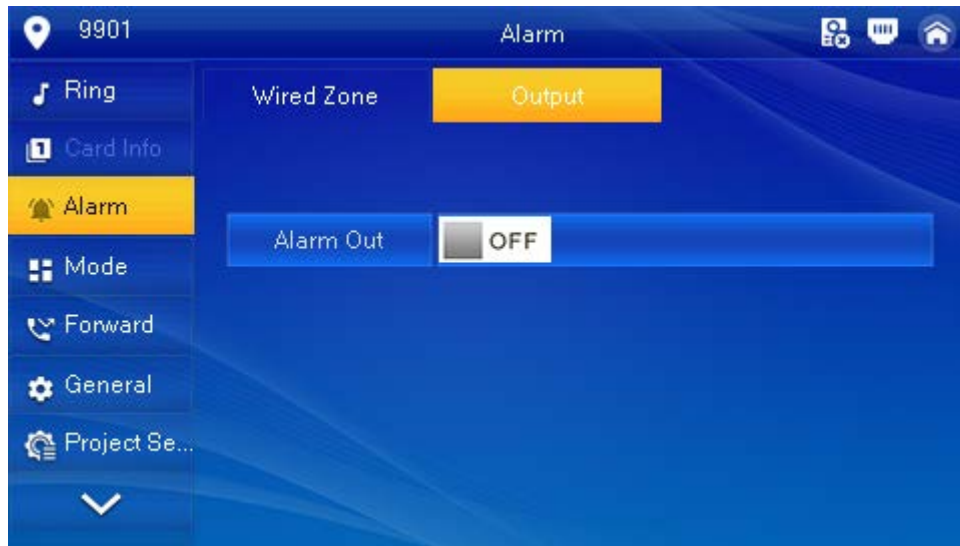 9901
Alarm
Ring
Card Info
Alarm
Mode
Forward
General
Project Se...
Wired Zone
Output
Alarm Out
OFF